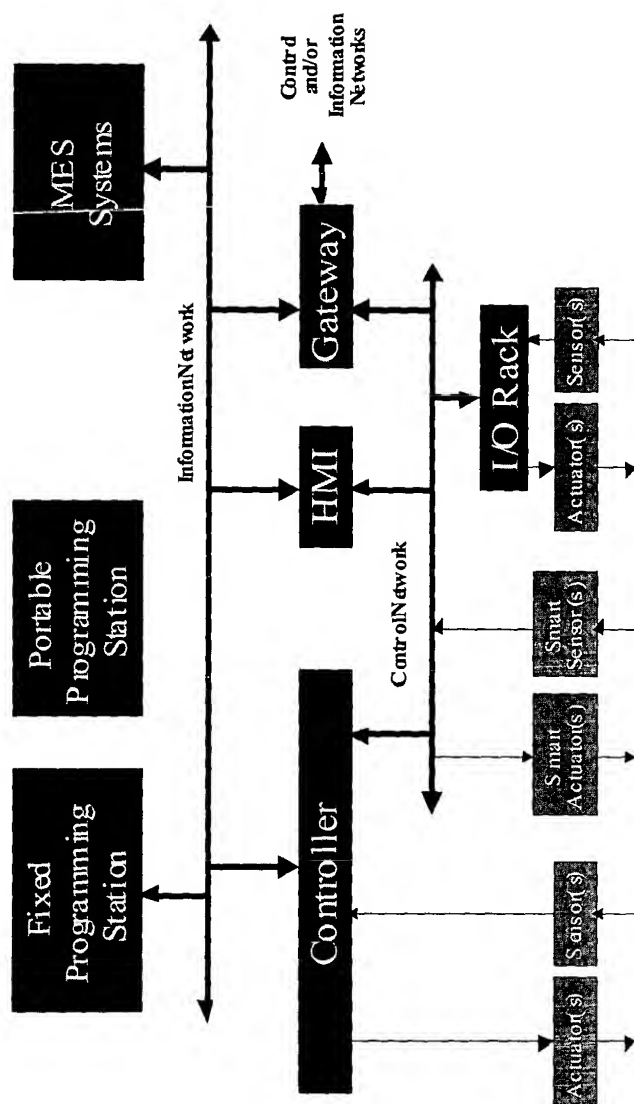 Fixed
Programming
Station
Portable
Programming
Station
MES
Systems
Information Network
Controller
HMI
Gateway
Control
and/or
Information
Networks
Control Network
I/O Rack
Actuator(s)
Sensor(s)
Smart
Actuator(s)
Smart
Sensor(s)
Actuator(s)
Sensor(s)